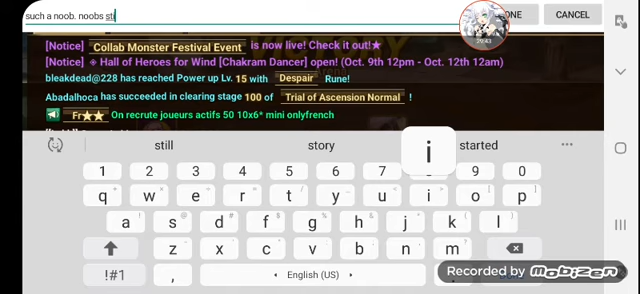 such a noob. noobs sti
DONE CANCEL
29:43
VICTORY
[Notice] Collab Monster Festival Event is now live! Check it out!★
[Notice] ※ Hall of Heroes for Wind [Chakram Dancer] open! (Oct. 9th 12pm - Oct. 12th 12am)
bleakdead@228 has reached Power up Lv. 15 with Despair Rune!
Abadalhoca has succeeded in clearing stage 100 of Trial of Ascension Normal !
Fr★★ On recrute joueurs actifs 50 10x6* mini onlyfrench
still story started
i
1 2 3 4 5 6 7 9 0
q w e r t y u i o p
a s d f g h j k l
z x c v b n m
!#1 , English (US) .
Recorded by Mobizen